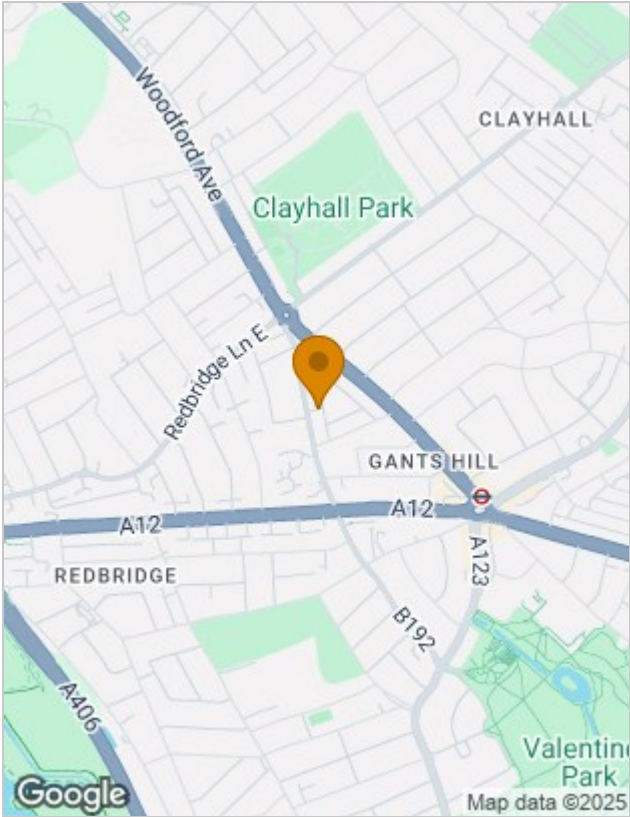 Woodford Ave
CLAYHALL
Clayhall Park
Redbridge Ln E
GANTS HILL
A12
A12
REDBRIDGE
A123
B192
A406
Valentine
Park
Google
Map data ©2025